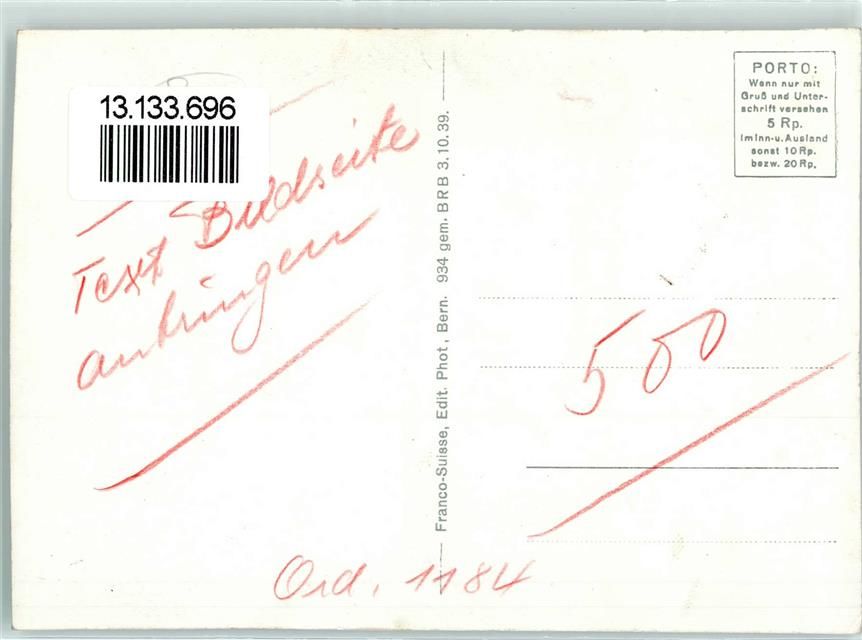 13.133.696
Text Bildseite
anbringen
Franco-Suisse, Edit. Phot, Bern. 934 gem. BRB 3.10.39.
PORTO:
Wenn nur mit
Gruß und Unter-
schrift versehen
5 Rp.
im Inn-u. Ausland
sonst 10 Rp.
bezw. 20 Rp.
500
Ord. 1184